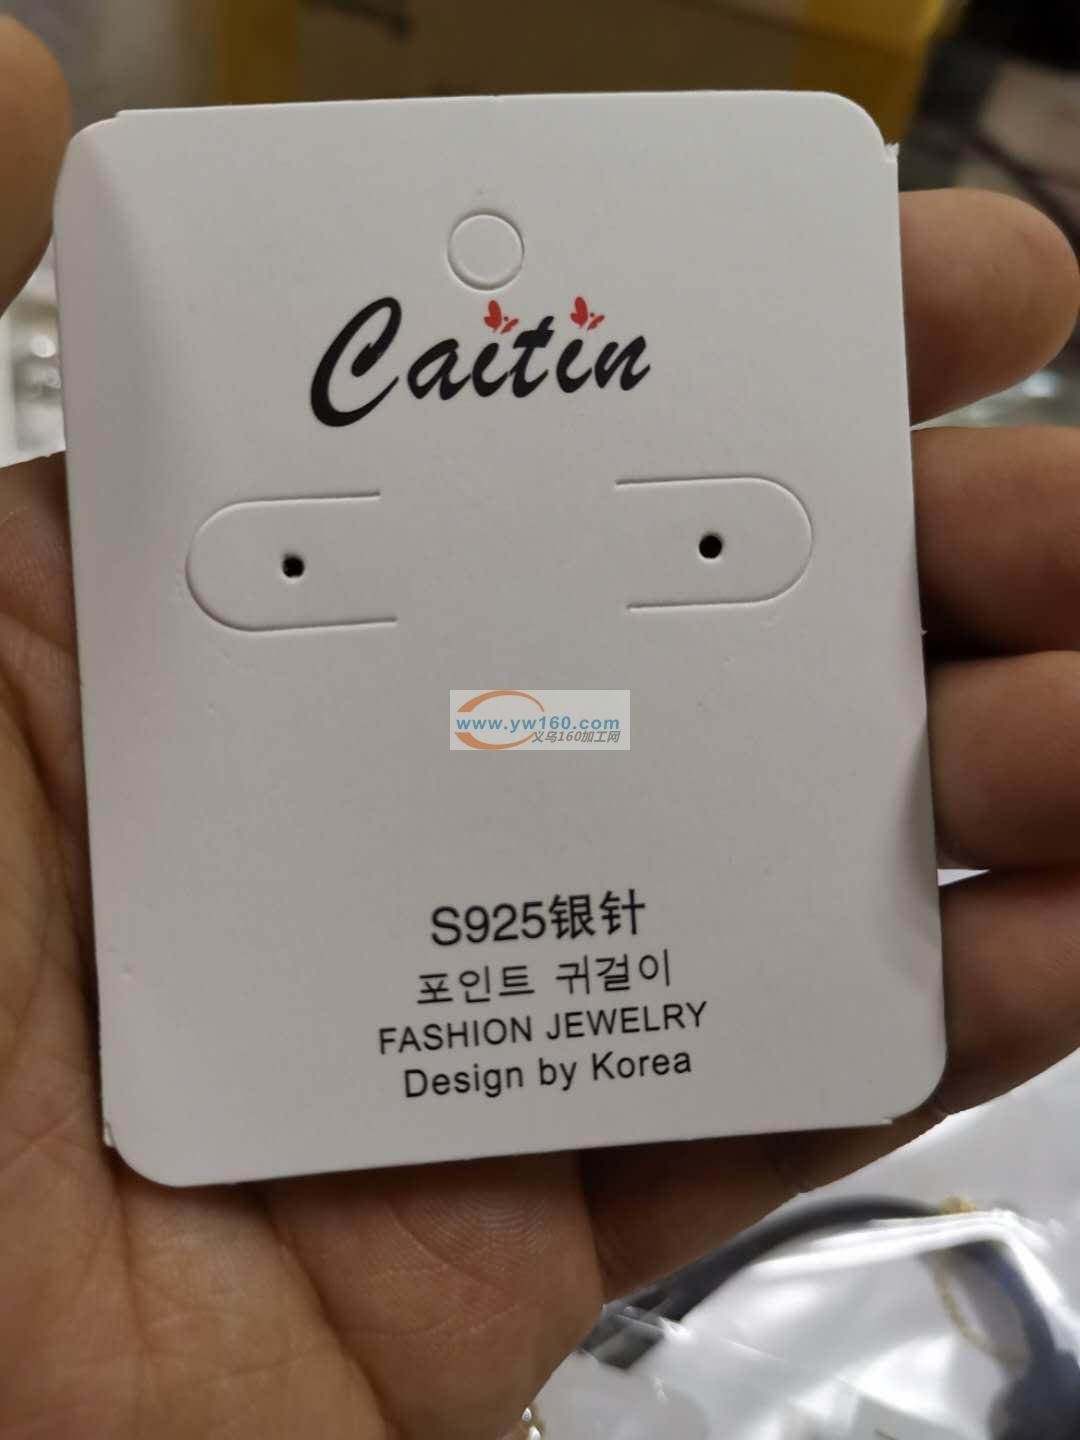 Caitin
www.yw160.com
义乌160加工网
S925银针
포인트 귀걸이
FASHION JEWELRY
Design by Korea